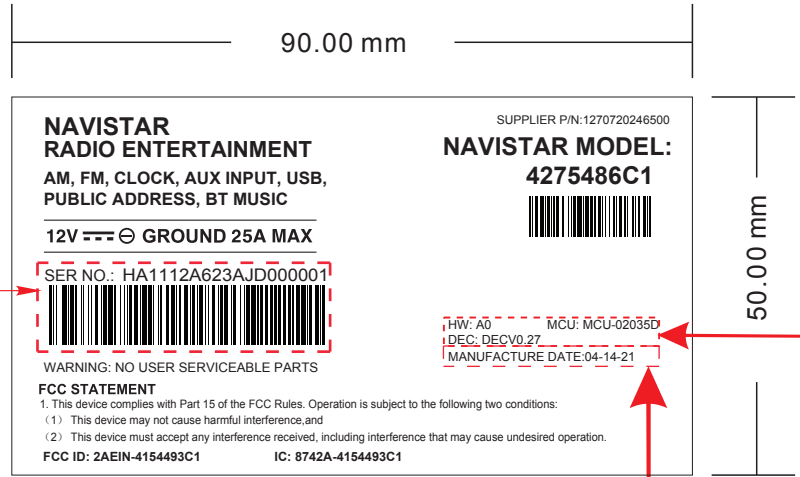 90.00 mm
NAVISTAR
RADIO ENTERTAINMENT
AM, FM, CLOCK, AUX INPUT, USB,
PUBLIC ADDRESS, BT MUSIC
12V GROUND 25A MAX
SER NO.: HA1112A623AJD000001
WARNING: NO USER SERVICEABLE PARTS
SUPPLIER P/N:1270720246500
NAVISTAR MODEL:
4275486C1
HW: A0 MCU: MCU-02035D
DEC: DECV0.27
MANUFACTURE DATE:04-14-21
FCC STATEMENT
1. This device complies with Part 15 of the FCC Rules. Operation is subject to the following two conditions:
（1） This device may not cause harmful interference,and
（2） This device must accept any interference received, including interference that may cause undesired operation.
FCC ID: 2AEIN-4154493C1 IC: 8742A-4154493C1
50.00 mm